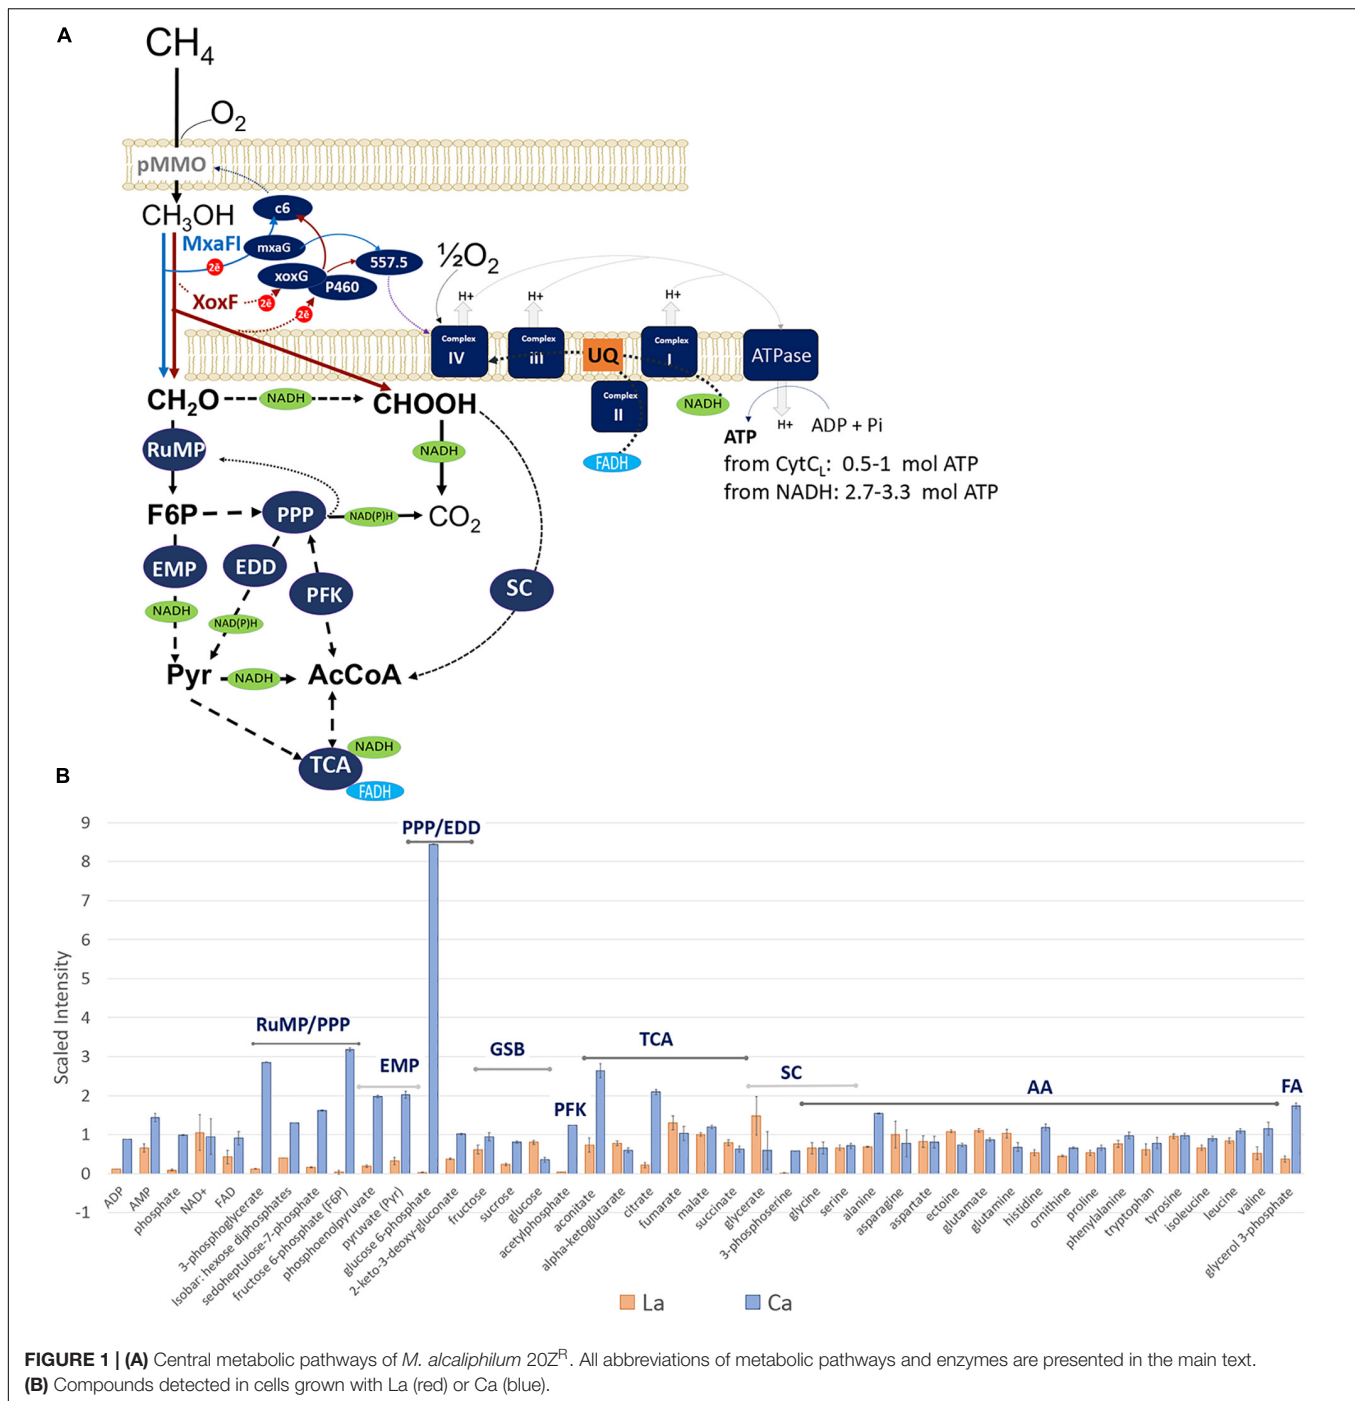 A
CH4
O2
pMMO
CH3OH
c6
MxaFI
mxaG
2ē
557.5
½O2
xoxG
P460
XoxF
2ē
2ē
H+
H+
H+
Complex
IV
Complex
iii
UQ
Complex
I
ATPase
Complex
II
NADH
FADH
CH2O
NADH
CHOOH
ATP
H+
ADP + Pi
from CytCL: 0.5-1 mol ATP
from NADH: 2.7-3.3 mol ATP
RuMP
NADH
F6P
PPP
NAD(P)H
CO2
EMP
EDD
PFK
SC
NADH
NAD(P)H
Pyr
NADH
AcCoA
TCA
NADH
FADH
B
Scaled Intensity
9
8
7
6
5
4
3
2
1
0
-1
PPP/EDD
RuMP/PPP
EMP
GSB
PFK
TCA
SC
AA
FA
ADP
AMP
phosphate
NAD+
FAD
3-phosphoglycerate
Isobar: hexose diphosphates
sedoheptulose-7-phosphate
fructose 6-phosphate (F6P)
phosphoenolpyruvate
pyruvate (Pyr)
glucose 6-phosphate
2-keto-3-deoxy-gluconate
fructose
sucrose
glucose
acetylphosphate
aconitate
alpha-ketoglutarate
citrate
fumarate
malate
succinate
glycerate
3-phosphoserine
glycine
serine
alanine
asparagine
aspartate
ectoine
glutamate
glutamine
histidine
ornithine
proline
phenylalanine
tryptophan
tyrosine
isoleucine
leucine
valine
glycerol 3-phosphate
La
Ca
FIGURE 1 | (A) Central metabolic pathways of M. alcaliphilum 20ZR. All abbreviations of metabolic pathways and enzymes are presented in the main text.
(B) Compounds detected in cells grown with La (red) or Ca (blue).